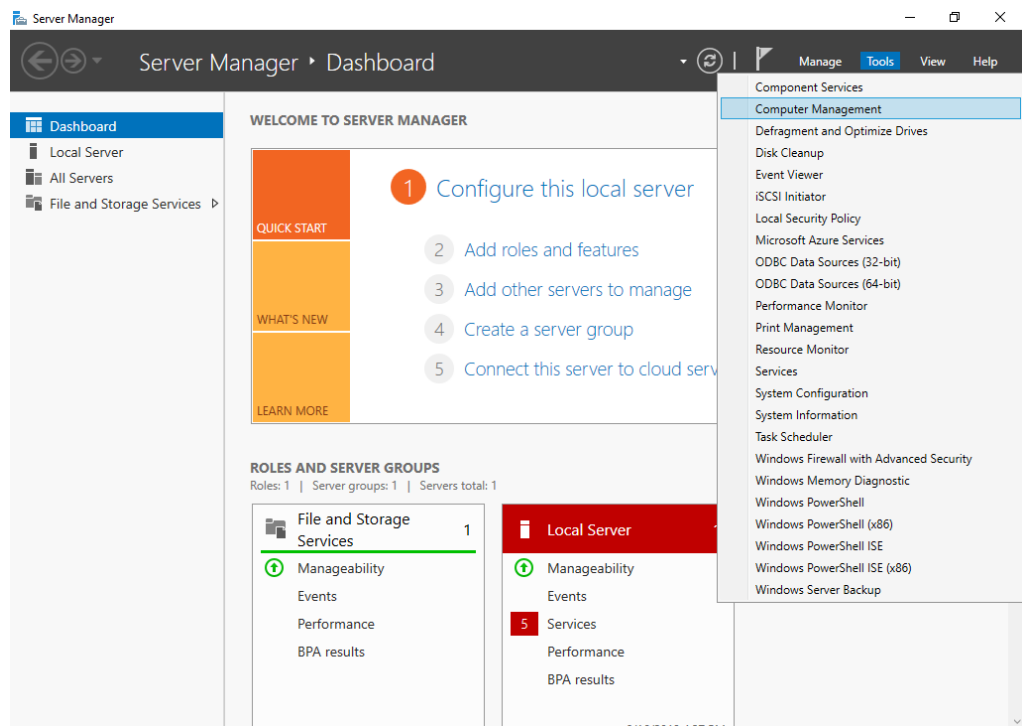 Server Manager
Server Manager ‣ Dashboard
Manage Tools View Help
Dashboard
Local Server
All Servers
File and Storage Services
WELCOME TO SERVER MANAGER
QUICK START
WHAT'S NEW
LEARN MORE
1 Configure this local server
2 Add roles and features
3 Add other servers to manage
4 Create a server group
5 Connect this server to cloud serv
ROLES AND SERVER GROUPS
Roles: 1 | Server groups: 1 | Servers total: 1
File and Storage
Services 1
Manageability
Events
Performance
BPA results
Local Server
Manageability
Events
5 Services
Performance
BPA results
Component Services
Computer Management
Defragment and Optimize Drives
Disk Cleanup
Event Viewer
iSCSI Initiator
Local Security Policy
Microsoft Azure Services
ODBC Data Sources (32-bit)
ODBC Data Sources (64-bit)
Performance Monitor
Print Management
Resource Monitor
Services
System Configuration
System Information
Task Scheduler
Windows Firewall with Advanced Security
Windows Memory Diagnostic
Windows PowerShell
Windows PowerShell (x86)
Windows PowerShell ISE
Windows PowerShell ISE (x86)
Windows Server Backup